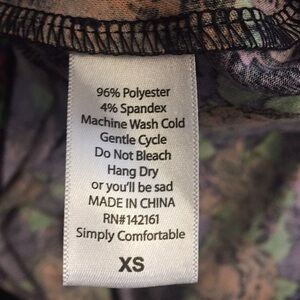 96% Polyester
4% Spandex
Machine Wash Cold
Gentle Cycle
Do Not Bleach
Hang Dry
or you'll be sad
MADE IN CHINA
RN#142161
Simply Comfortable
XS